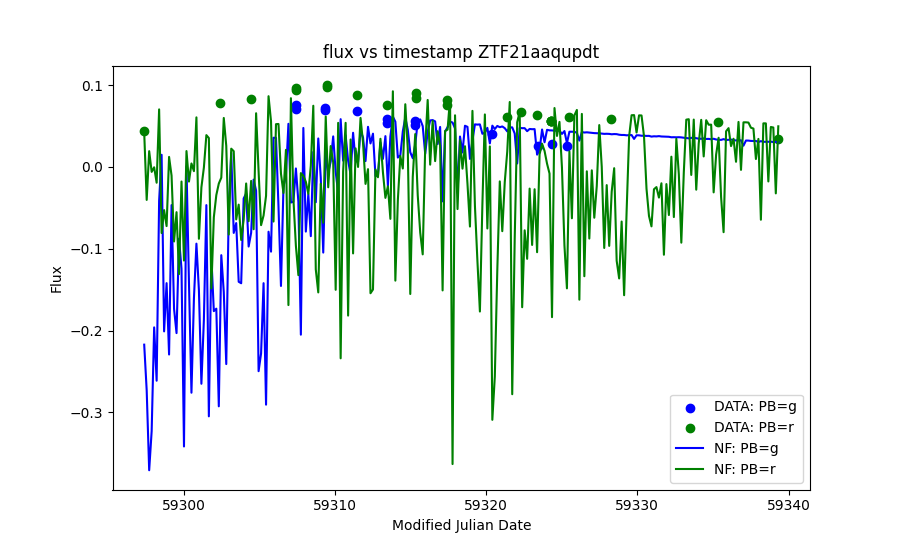 flux vs timestamp ZTF21aaqupdt
0.1
0.0
−0.1
−0.2
−0.3
Flux
59300
59310
59320
59330
59340
Modified Julian Date
DATA: PB=g
DATA: PB=r
NF: PB=g
NF: PB=r